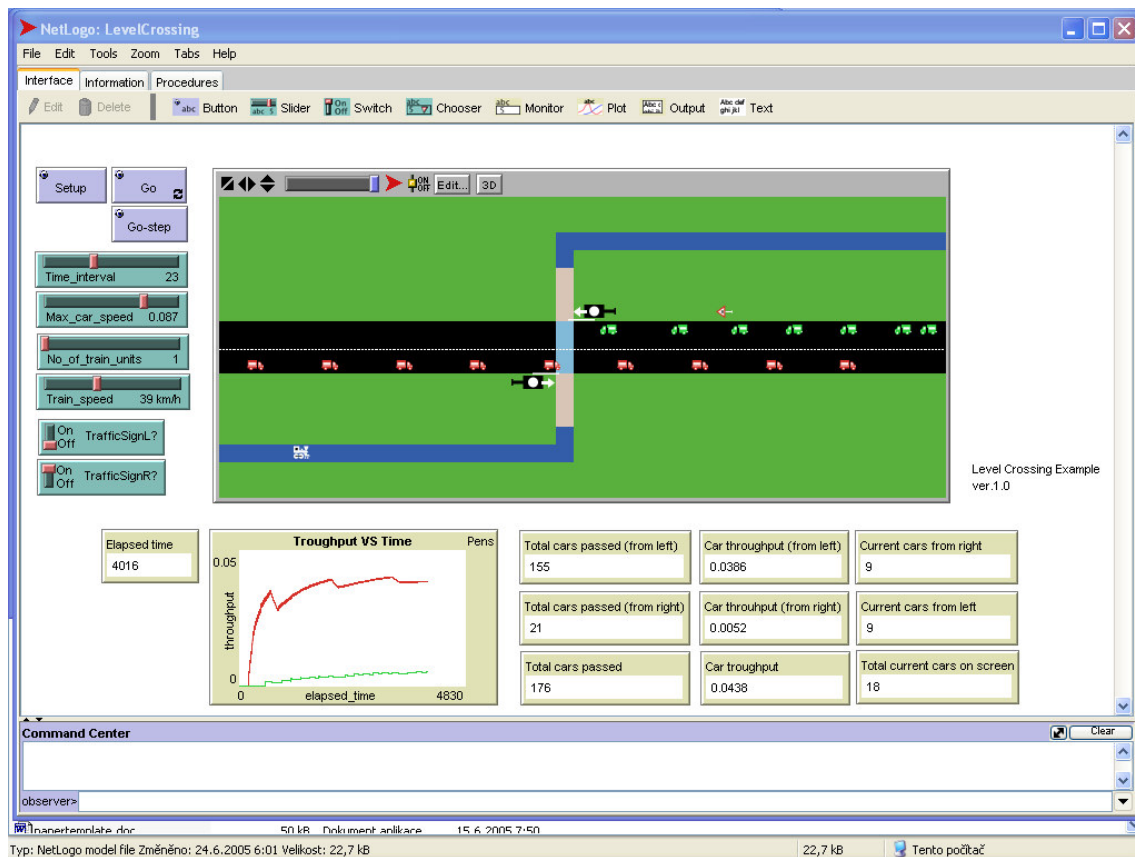 NetLogo: LevelCrossing
File Edit Tools Zoom Tabs Help
Interface Information Procedures
Edit Delete Button Slider Switch Chooser Monitor Plot Output Text
Setup Go
Go-step
ON
OFF
Edit... 3D
Time_interval 23
Max_car_speed 0.087
No_of_train_units 1
Train_speed 39 km/h
On
Off
TrafficSignL?
On
Off
TrafficSignR?
Level Crossing Example
ver.1.0
Elapsed time
4016
Troughput VS Time Pens
0.05
throughput
0
0 elapsed_time 4830
Total cars passed (from left)
155
Car throughput (from left)
0.0386
Current cars from right
9
Total cars passed (from right)
21
Car throuhput (from right)
0.0052
Current cars from left
9
Total cars passed
176
Car troughput
0.0438
Total current cars on screen
18
Command Center Clear
observer>
papertemplate.doc 50 kB Dokument aplikace 15.6.2005 7:50
Typ: NetLogo model file Změněno: 24.6.2005 6:01 Velikost: 22,7 kB 22,7 kB Tento počítač